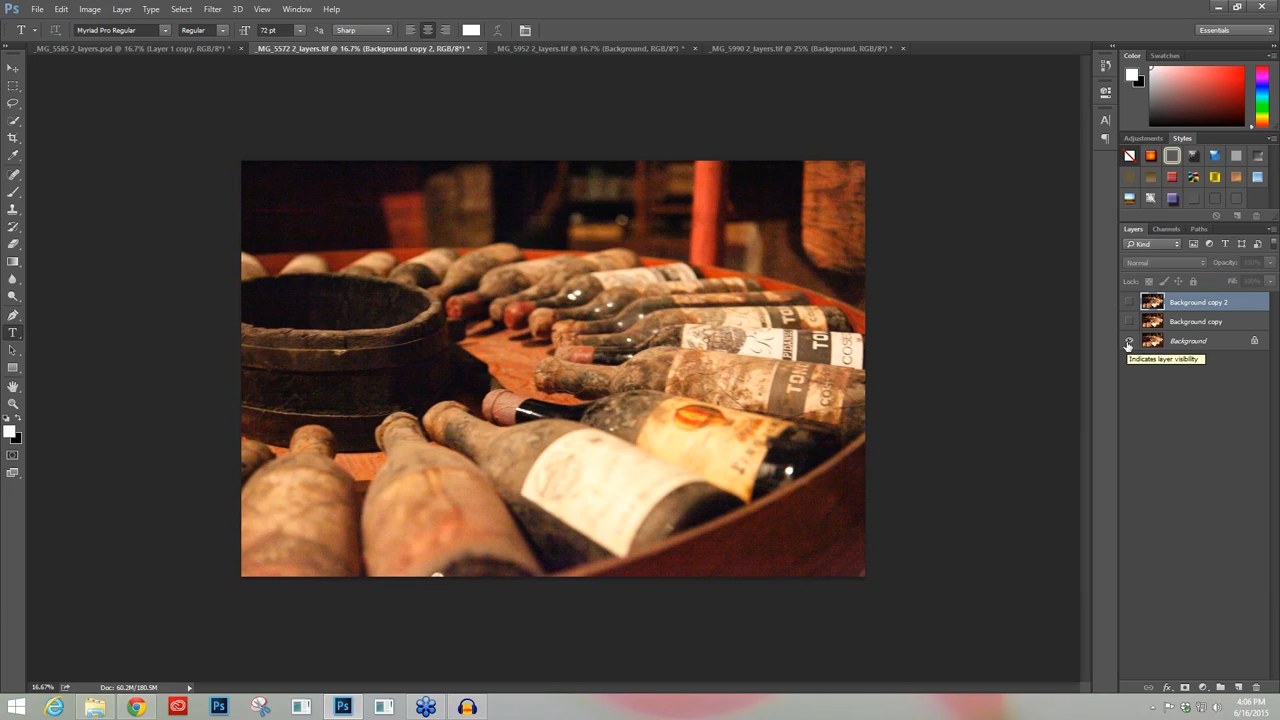 Ps File Edit Image Layer Type Select Filter 3D View Window Help
T Myriad Pro Regular Regular 72 pt aa Sharp Essentials
_MG_5585 2_layers.psd @ 16.7% (Layer 1 copy, RGB/8*) * × _MG_5572 2_layers.tif @ 16.7% (Background copy 2, RGB/8*) * × _MG_5952 2_layers.tif @ 16.7% (Background, RGB/8*) * × _MG_5990 2_layers.tif @ 25% (Background, RGB/8*) * ×
Color Swatches
Adjustments Styles
Layers Channels Paths
Kind
Normal Opacity: 100%
Lock: Fill: 100%
Background copy 2
Background copy
Background
Indicates layer visibility
16.67% Doc: 60.2M/180.5M
4:06 PM
6/16/2015